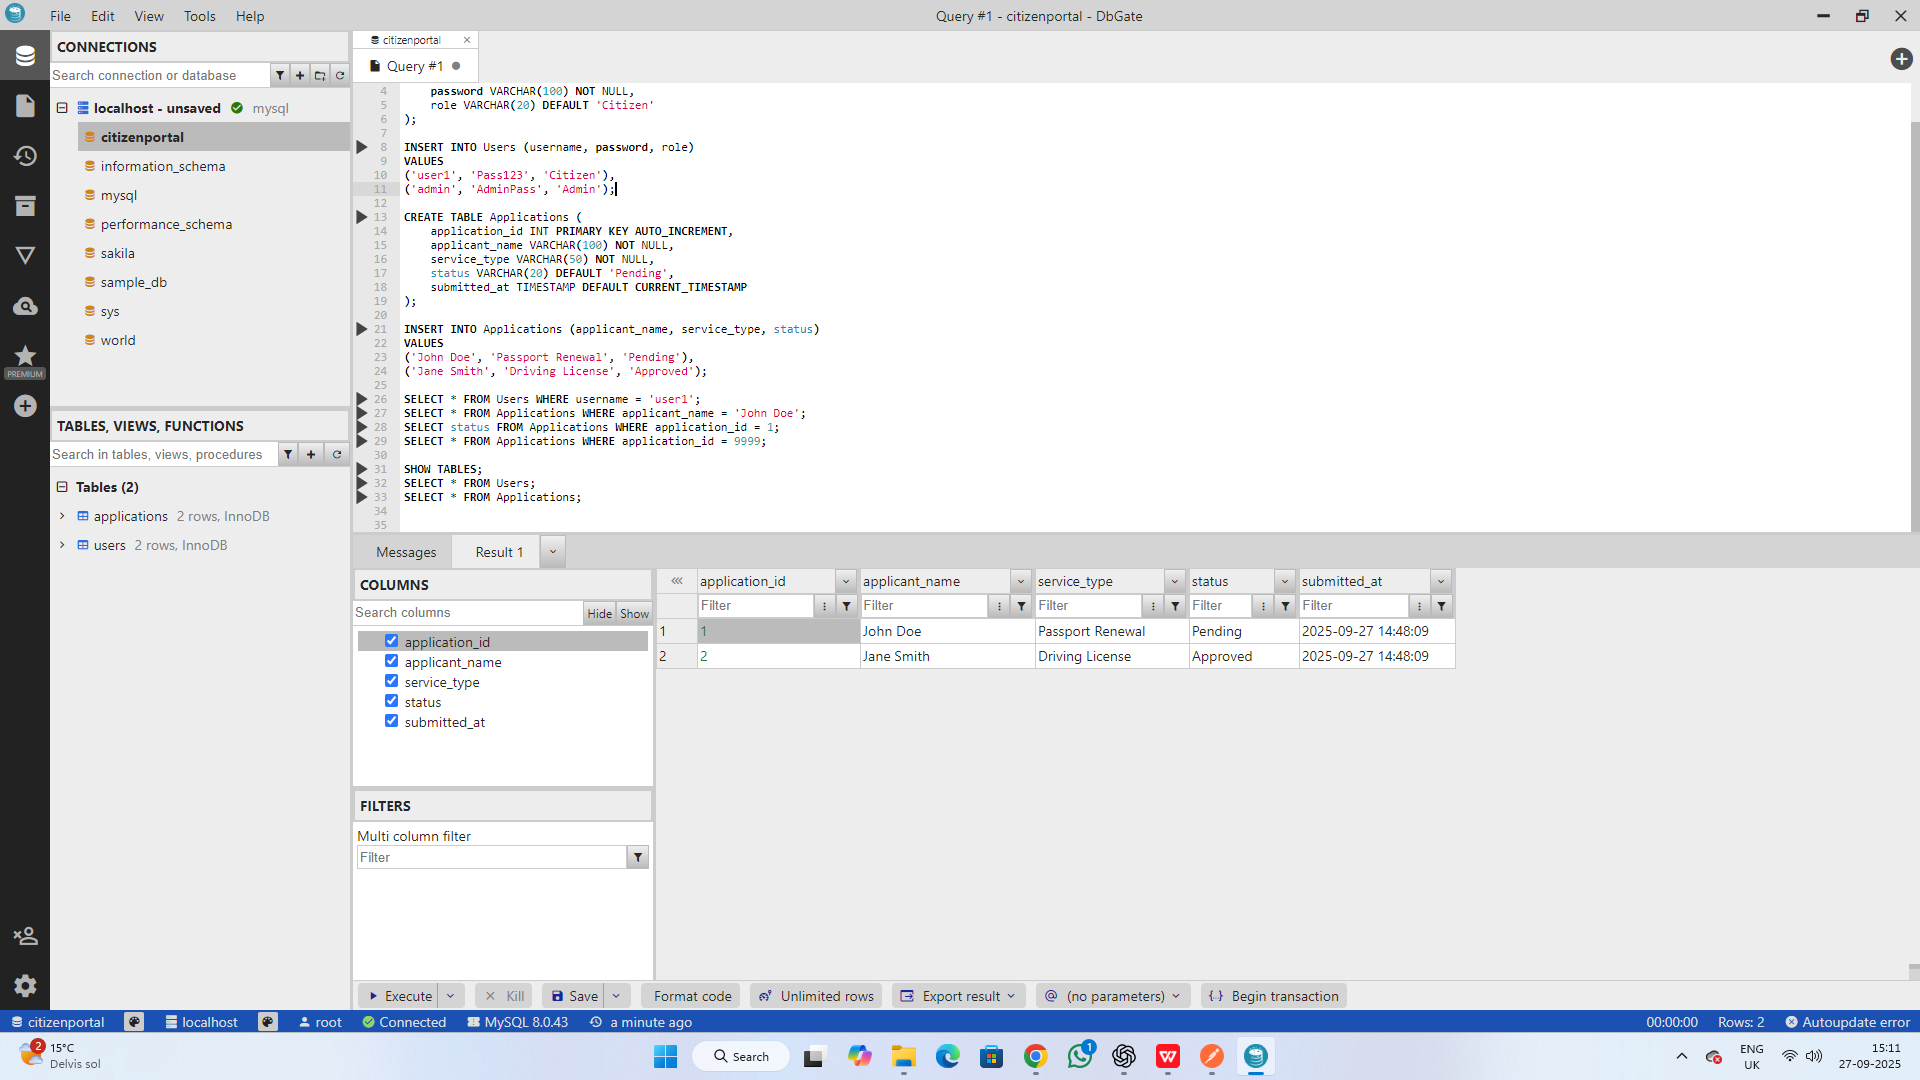 File Edit View Tools Help
Query #1 - citizenportal - DbGate
CONNECTIONS
Search connection or database
localhost - unsaved mysql
citizenportal
information_schema
mysql
performance_schema
sakila
sample_db
sys
world
PREMIUM
TABLES, VIEWS, FUNCTIONS
Search in tables, views, procedures
Tables (2)
applications 2 rows, InnoDB
users 2 rows, InnoDB
citizenportal
Query #1
4 password VARCHAR(100) NOT NULL,
5 role VARCHAR(20) DEFAULT 'Citizen'
6 );
7
8 INSERT INTO Users (username, password, role)
9 VALUES
10 ('user1', 'Pass123', 'Citizen'),
11 ('admin', 'AdminPass', 'Admin');
12
13 CREATE TABLE Applications (
14 application_id INT PRIMARY KEY AUTO_INCREMENT,
15 applicant_name VARCHAR(100) NOT NULL,
16 service_type VARCHAR(50) NOT NULL,
17 status VARCHAR(20) DEFAULT 'Pending',
18 submitted_at TIMESTAMP DEFAULT CURRENT_TIMESTAMP
19 );
20
21 INSERT INTO Applications (applicant_name, service_type, status)
22 VALUES
23 ('John Doe', 'Passport Renewal', 'Pending'),
24 ('Jane Smith', 'Driving License', 'Approved');
25
26 SELECT * FROM Users WHERE username = 'user1';
27 SELECT * FROM Applications WHERE applicant_name = 'John Doe';
28 SELECT status FROM Applications WHERE application_id = 1;
29 SELECT * FROM Applications WHERE application_id = 9999;
30
31 SHOW TABLES;
32 SELECT * FROM Users;
33 SELECT * FROM Applications;
34
35
Messages Result 1
COLUMNS
Search columns Hide Show
application_id
applicant_name
service_type
status
submitted_at
FILTERS
Multi column filter
Filter
application_id applicant_name service_type status submitted_at
Filter Filter Filter Filter Filter
1 1 John Doe Passport Renewal Pending 2025-09-27 14:48:09
2 2 Jane Smith Driving License Approved 2025-09-27 14:48:09
Execute Kill Save Format code Unlimited rows Export result (no parameters) Begin transaction
citizenportal localhost root Connected MySQL 8.0.43 a minute ago 00:00:00 Rows: 2 Autoupdate error
2 15°C
Delvis sol
Search
1
ENG
UK
15:11
27-09-2025